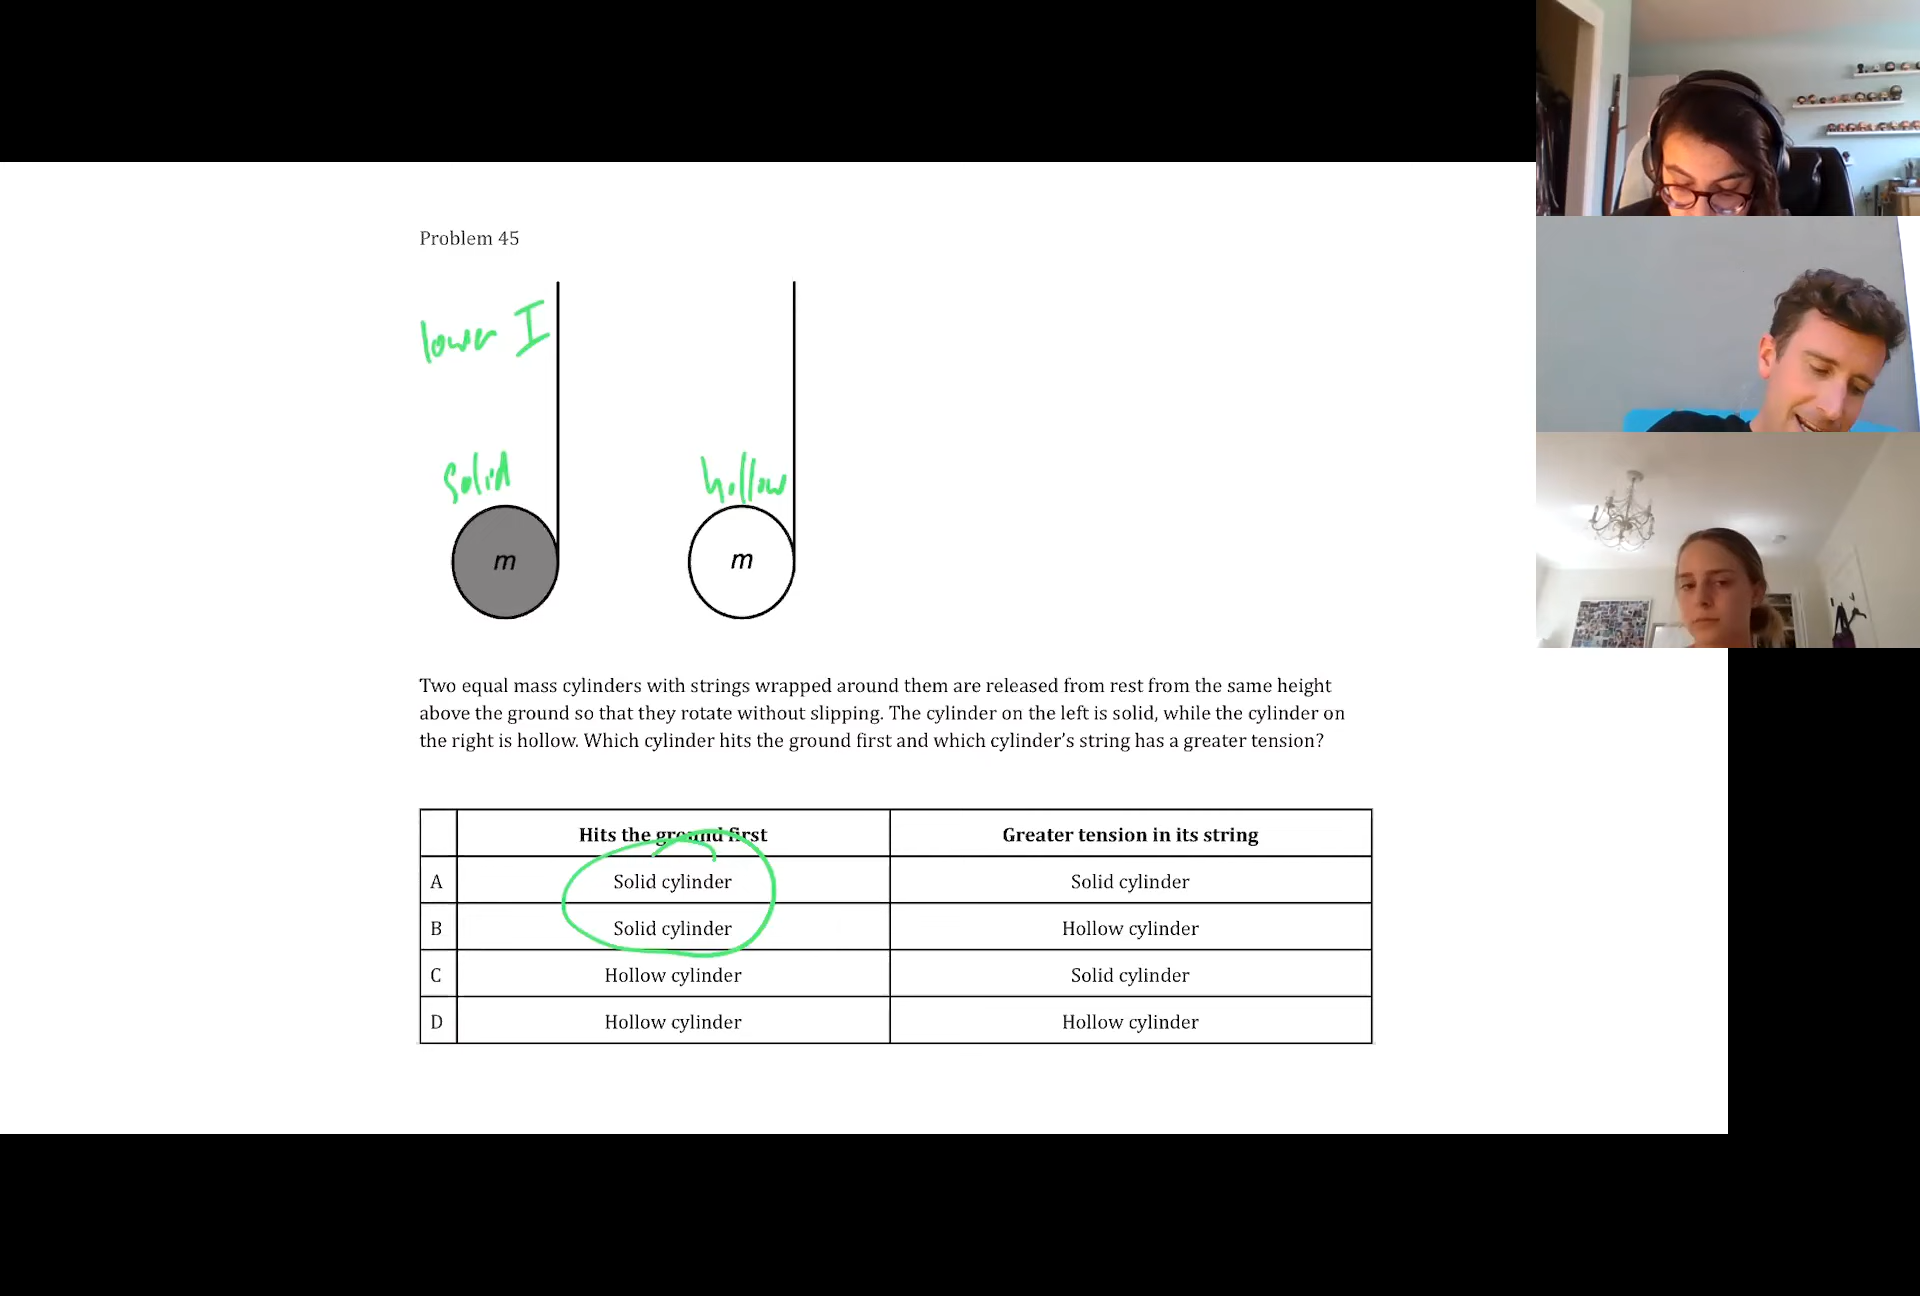 Problem 45
lower I
solid
hollow
m
m
Two equal mass cylinders with strings wrapped around them are released from rest from the same height
above the ground so that they rotate without slipping. The cylinder on the left is solid, while the cylinder on
the right is hollow. Which cylinder hits the ground first and which cylinder’s string has a greater tension?
Hits the ground first Greater tension in its string
A Solid cylinder Solid cylinder
B Solid cylinder Hollow cylinder
C Hollow cylinder Solid cylinder
D Hollow cylinder Hollow cylinder